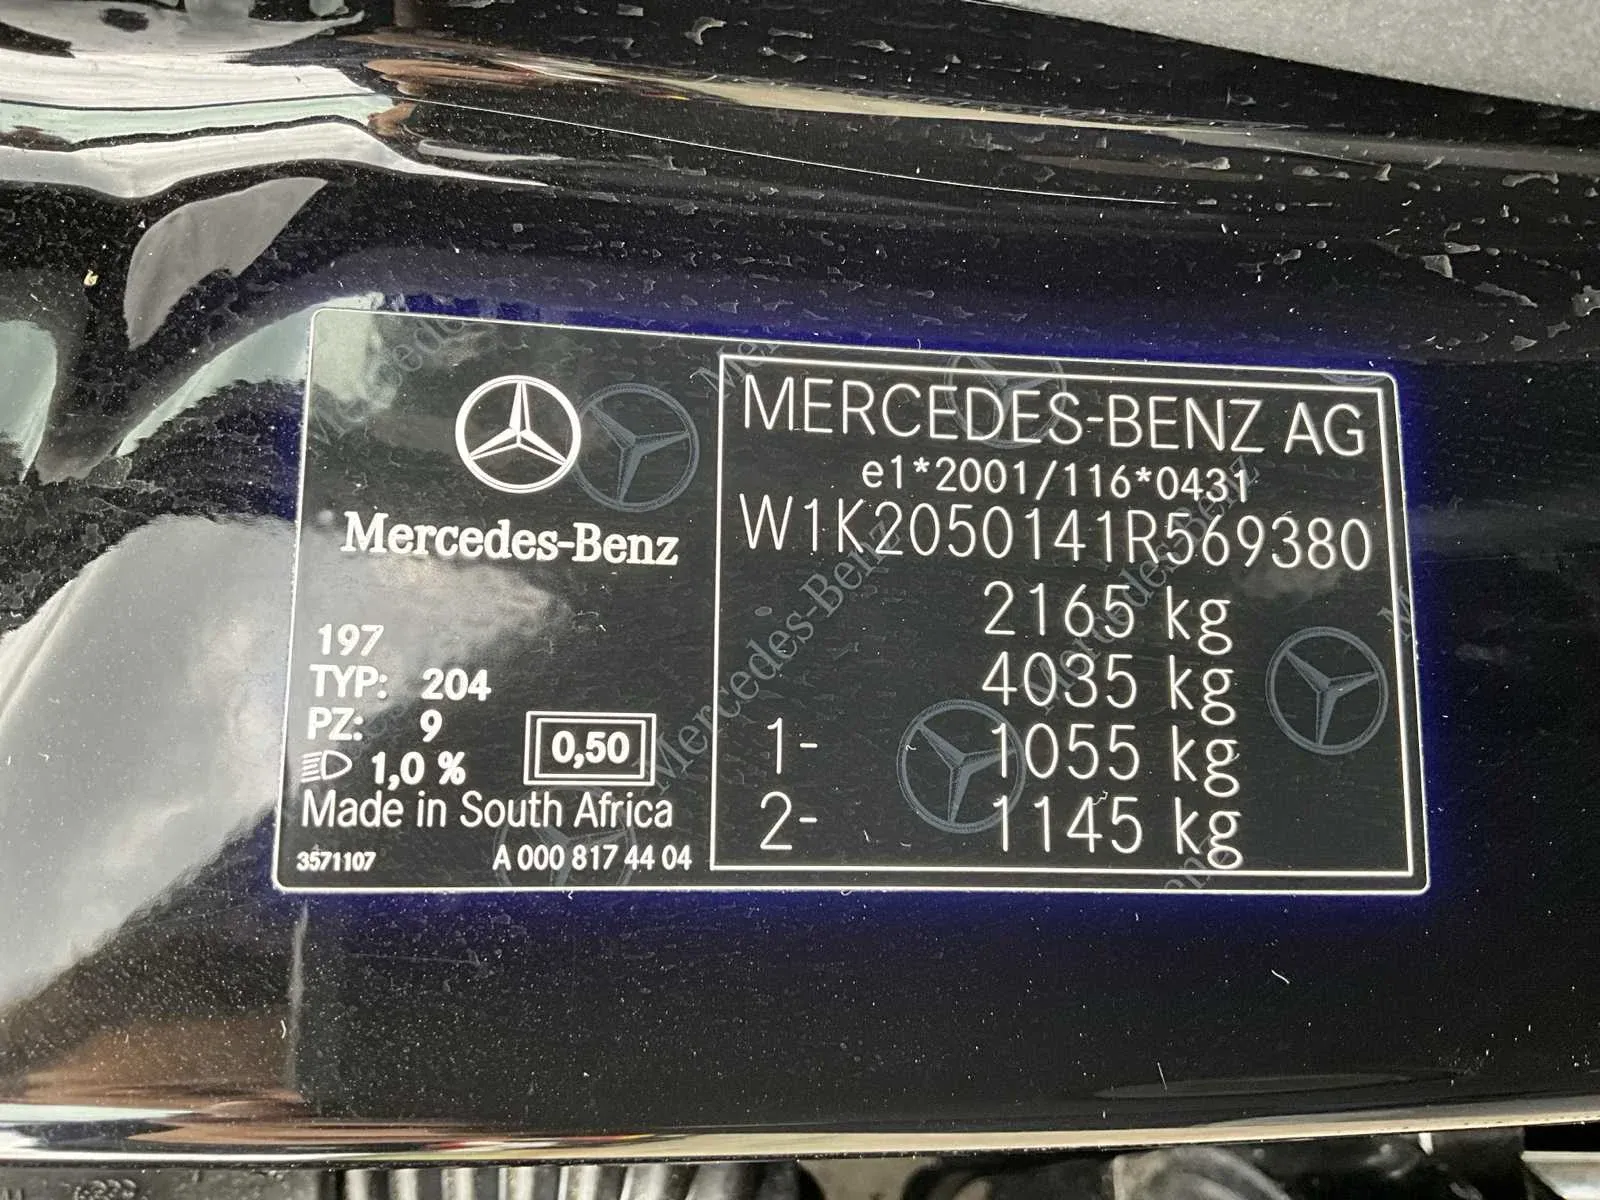 Mercedes-Benz
197
TYP: 204
PZ: 9
1,0 %
0,50
Made in South Africa
3571107 A 000 817 44 04
MERCEDES-BENZ AG
e1*2001/116*0431
W1K2050141R569380
2165 kg
4035 kg
1- 1055 kg
2- 1145 kg